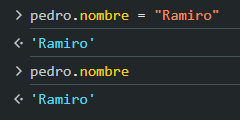 > pedro.nombre = "Ramiro"
<· 'Ramiro'
> pedro.nombre
<· 'Ramiro'